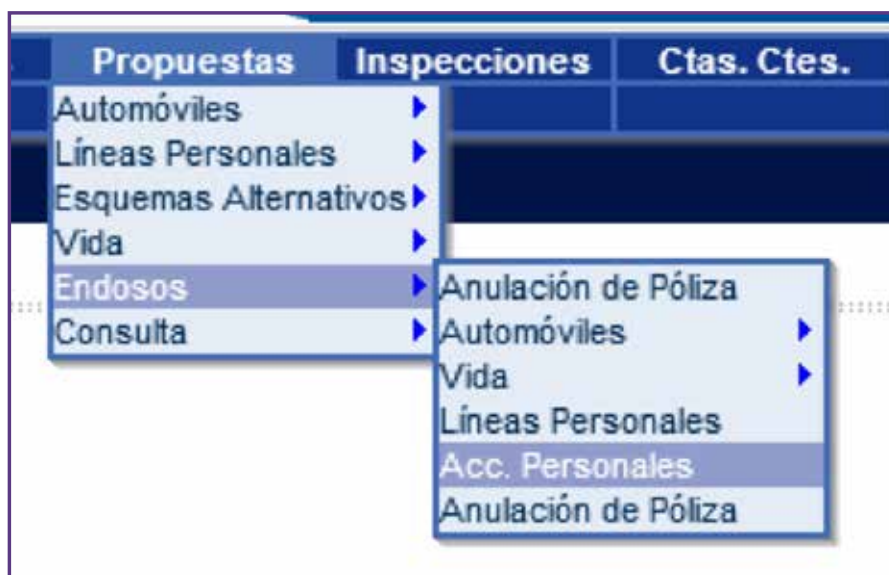 Propuestas Inspecciones Ctas. Ctes.
Automóviles
Líneas Personales
Esquemas Alternativos
Vida
Endosos
Consulta
Anulación de Póliza
Automóviles
Vida
Líneas Personales
Acc. Personales
Anulación de Póliza